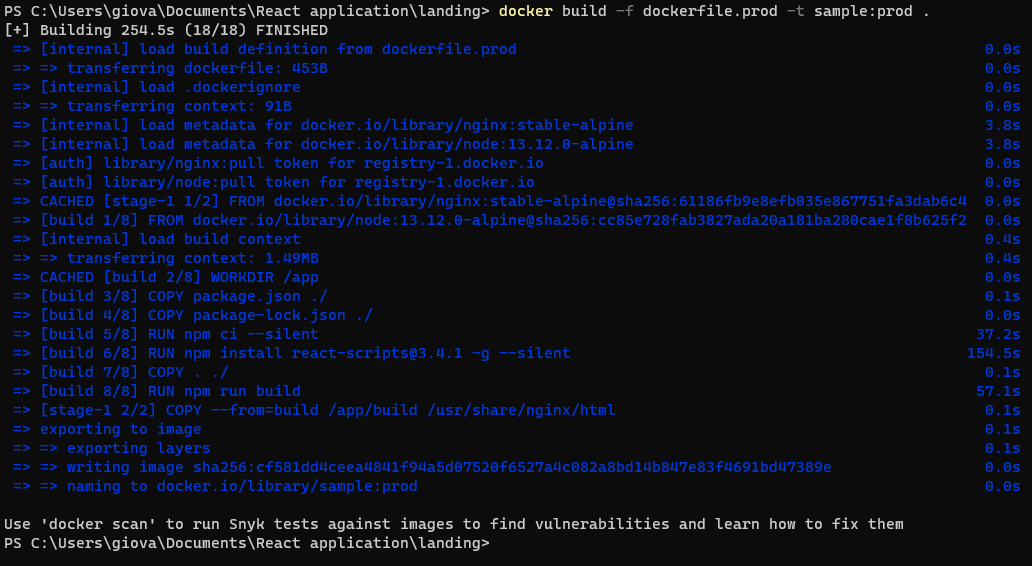 PS C:\Users\giova\Documents\React application\landing> docker build -f dockerfile.prod -t sample:prod .
[+] Building 254.5s (18/18) FINISHED
=> [internal] load build definition from dockerfile.prod 0.0s
=> => transferring dockerfile: 453B 0.0s
=> [internal] load .dockerignore 0.0s
=> => transferring context: 91B 0.0s
=> [internal] load metadata for docker.io/library/nginx:stable-alpine 3.8s
=> [internal] load metadata for docker.io/library/node:13.12.0-alpine 3.8s
=> [auth] library/nginx:pull token for registry-1.docker.io 0.0s
=> [auth] library/node:pull token for registry-1.docker.io 0.0s
=> CACHED [stage-1 1/2] FROM docker.io/library/nginx:stable-alpine@sha256:61186fb9e8efb035e867751fa3dab6c4 0.0s
=> [build 1/8] FROM docker.io/library/node:13.12.0-alpine@sha256:cc85e728fab3827ada20a181ba280cae1f8b625f2 0.0s
=> [internal] load build context 0.4s
=> => transferring context: 1.49MB 0.4s
=> CACHED [build 2/8] WORKDIR /app 0.0s
=> [build 3/8] COPY package.json ./ 0.1s
=> [build 4/8] COPY package-lock.json ./ 0.0s
=> [build 5/8] RUN npm ci --silent 37.2s
=> [build 6/8] RUN npm install react-scripts@3.4.1 -g --silent 154.5s
=> [build 7/8] COPY . ./ 0.1s
=> [build 8/8] RUN npm run build 57.1s
=> [stage-1 2/2] COPY --from=build /app/build /usr/share/nginx/html 0.1s
=> exporting to image 0.1s
=> => exporting layers 0.1s
=> => writing image sha256:cf581dd4ceea4841f94a5d07520f6527a4c082a8bd14b847e83f4691bd47389e 0.0s
=> => naming to docker.io/library/sample:prod 0.0s
Use 'docker scan' to run Snyk tests against images to find vulnerabilities and learn how to fix them
PS C:\Users\giova\Documents\React application\landing>